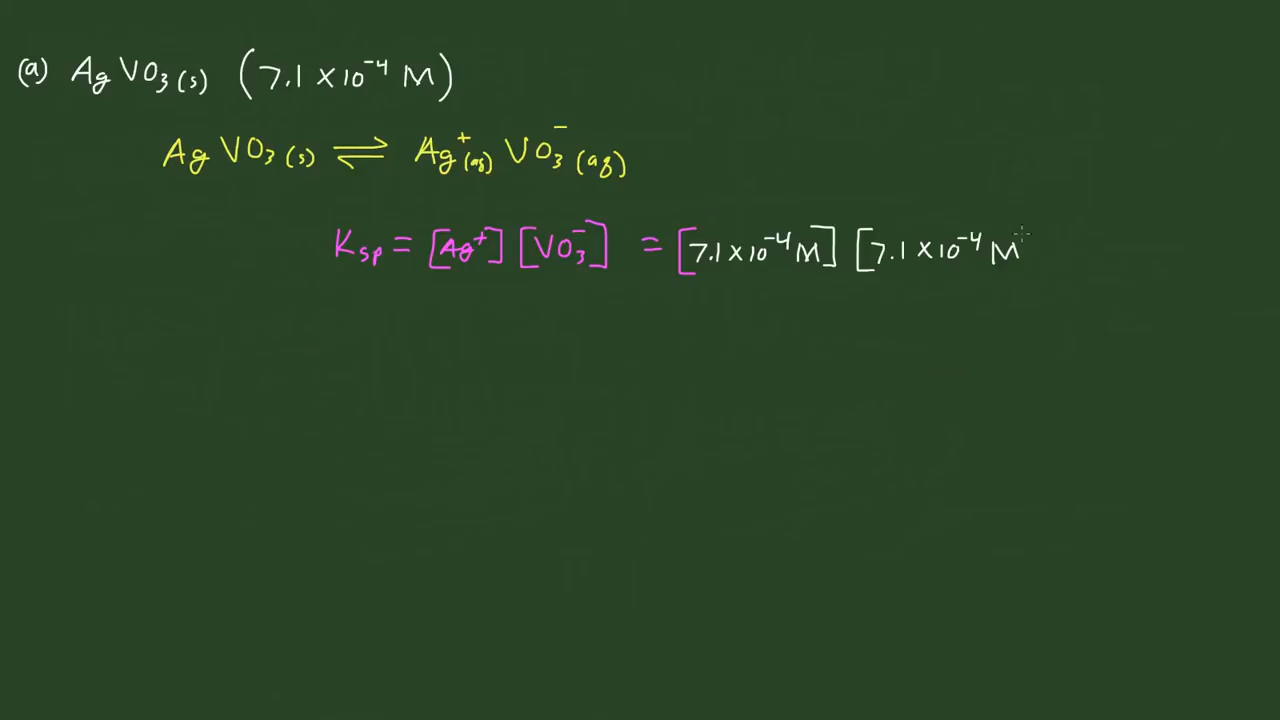 (a) AgVO₃(s) (7.1 × 10⁻⁴ M)
AgVO₃(s) ⇌ Ag⁺(aq) VO₃⁻(aq)
Ksp = [Ag⁺] [VO₃⁻] = [7.1 × 10⁻⁴ M] [7.1 × 10⁻⁴ M